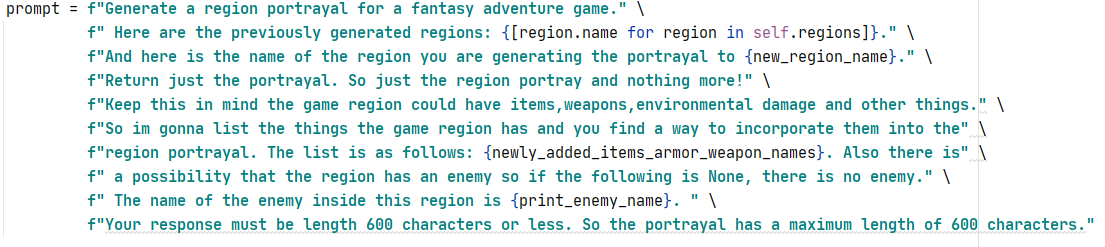 prompt = f"Generate a region portrayal for a fantasy adventure game." \
f" Here are the previously generated regions: {[region.name for region in self.regions]}." \
f"And here is the name of the region you are generating the portrayal to {new_region_name}." \
f"Return just the portrayal. So just the region portray and nothing more!" \
f"Keep this in mind the game region could have items,weapons,environmental damage and other things." \
f"So im gonna list the things the game region has and you find a way to incorporate them into the" \
f"region portrayal. The list is as follows: {newly_added_items_armor_weapon_names}. Also there is" \
f" a possibility that the region has an enemy so if the following is None, there is no enemy." \
f" The name of the enemy inside this region is {print_enemy_name}. " \
f"Your response must be length 600 characters or less. So the portrayal has a maximum length of 600 characters."